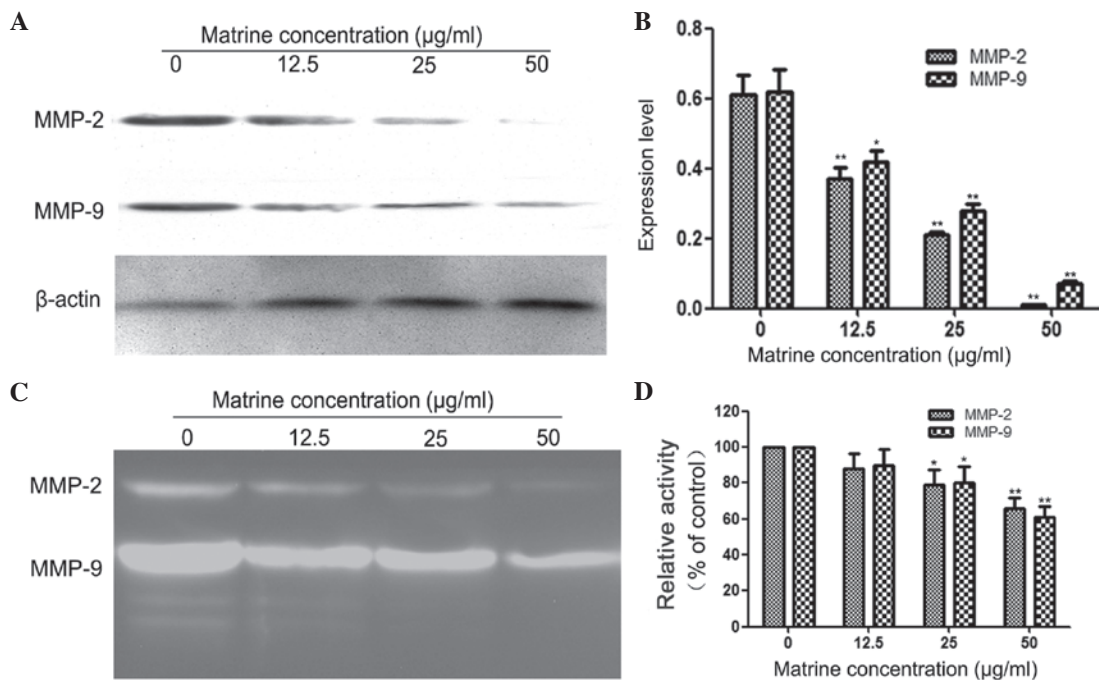 A
Matrine concentration (µg/ml)
0 12.5 25 50
MMP-2
MMP-9
β-actin
B
MMP-2
MMP-9
Expression level
0.8
0.6
0.4
0.2
0.0
** * ** ** ** **
0 12.5 25 50
Matrine concentration (µg/ml)
C
Matrine concentration (µg/ml)
0 12.5 25 50
MMP-2
MMP-9
D
MMP-2
MMP-9
Relative activity
(% of control)
120
100
80
60
40
20
0
* * ** **
0 12.5 25 50
Matrine concentration (µg/ml)